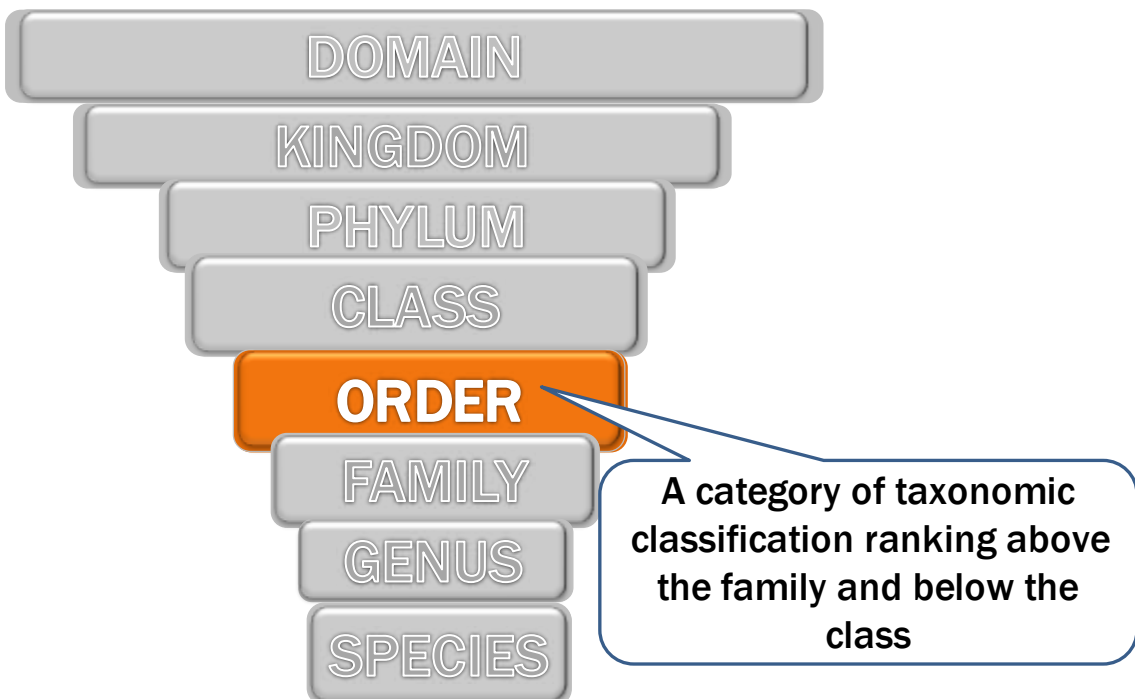 DOMAIN
KINGDOM
PHYLUM
CLASS
ORDER
FAMILY
GENUS
SPECIES
A category of taxonomic
classification ranking above
the family and below the
class